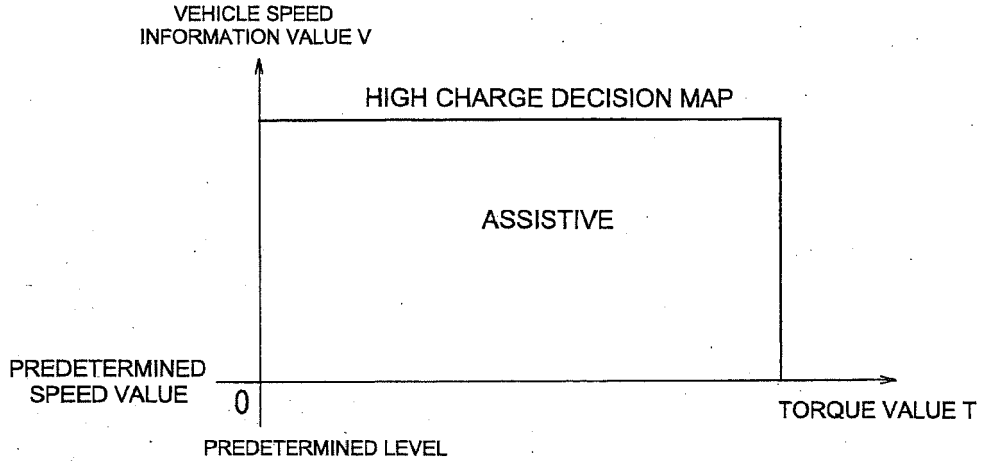 VEHICLE SPEED
INFORMATION VALUE V
HIGH CHARGE DECISION MAP
ASSISTIVE
PREDETERMINED
SPEED VALUE
0
TORQUE VALUE T
PREDETERMINED LEVEL